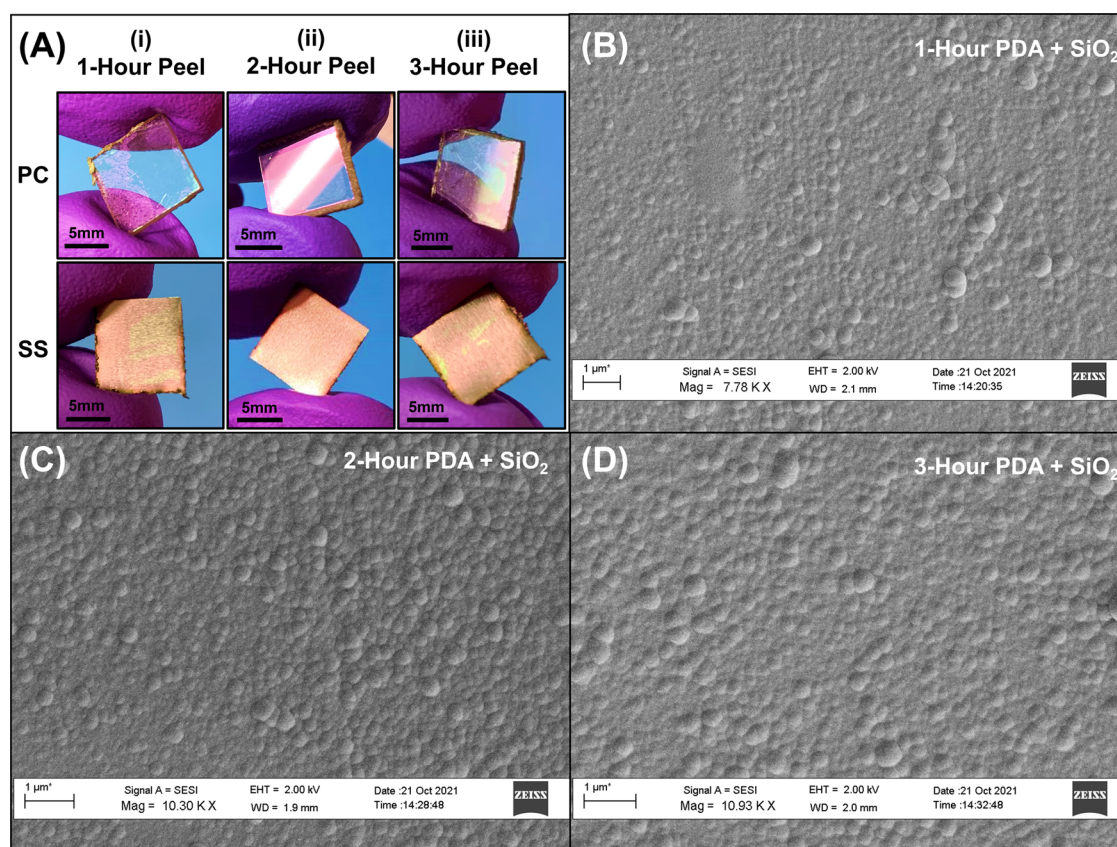 (A)
(i)
1-Hour Peel
(ii)
2-Hour Peel
(iii)
3-Hour Peel
PC
5mm
5mm
5mm
SS
5mm
5mm
5mm
(B)
1-Hour PDA + SiO₂
1 µm*
Signal A = SESI
Mag = 7.78 K X
EHT = 2.00 kV
WD = 2.1 mm
Date :21 Oct 2021
Time :14:20:35
ZEISS
(C)
2-Hour PDA + SiO₂
1 µm*
Signal A = SESI
Mag = 10.30 K X
EHT = 2.00 kV
WD = 1.9 mm
Date :21 Oct 2021
Time :14:28:48
ZEISS
(D)
3-Hour PDA + SiO₂
1 µm*
Signal A = SESI
Mag = 10.93 K X
EHT = 2.00 kV
WD = 2.0 mm
Date :21 Oct 2021
Time :14:32:48
ZEISS